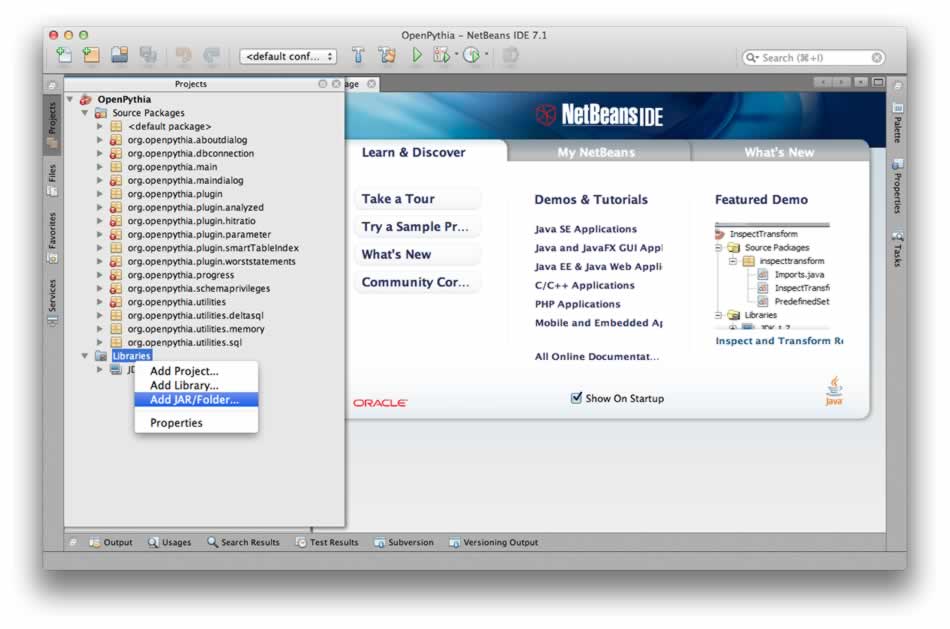 OpenPythia – NetBeans IDE 7.1
<default conf...
Search (⌘+I)
Projects
age
OpenPythia
Source Packages
<default package>
org.openpythia.aboutdialog
org.openpythia.dbconnection
org.openpythia.main
org.openpythia.maindialog
org.openpythia.plugin
org.openpythia.plugin.analyzed
org.openpythia.plugin.hitratio
org.openpythia.plugin.parameter
org.openpythia.plugin.smartTableIndex
org.openpythia.plugin.worststatements
org.openpythia.progress
org.openpythia.schemaprivileges
org.openpythia.utilities
org.openpythia.utilities.deltasql
org.openpythia.utilities.memory
org.openpythia.utilities.sql
Libraries
JD
Add Project...
Add Library...
Add JAR/Folder...
Properties
Projects
Files
Favorites
Services
NetBeans IDE
Learn & Discover
My NetBeans
What's New
Take a Tour
Try a Sample Pr...
What's New
Community Cor...
Demos & Tutorials
Java SE Applications
Java and JavaFX GUI Appl
Java EE & Java Web Appli
C/C++ Applications
PHP Applications
Mobile and Embedded Ap
All Online Documentat...
Featured Demo
InspectTransform
Source Packages
inspecttransform
Imports.java
InspectTransf
PredefinedSet
Libraries
JDK 1.7
Inspect and Transform Re
ORACLE
Show On Startup
Java
Palette
Properties
Tasks
Output
Usages
Search Results
Test Results
Subversion
Versioning Output